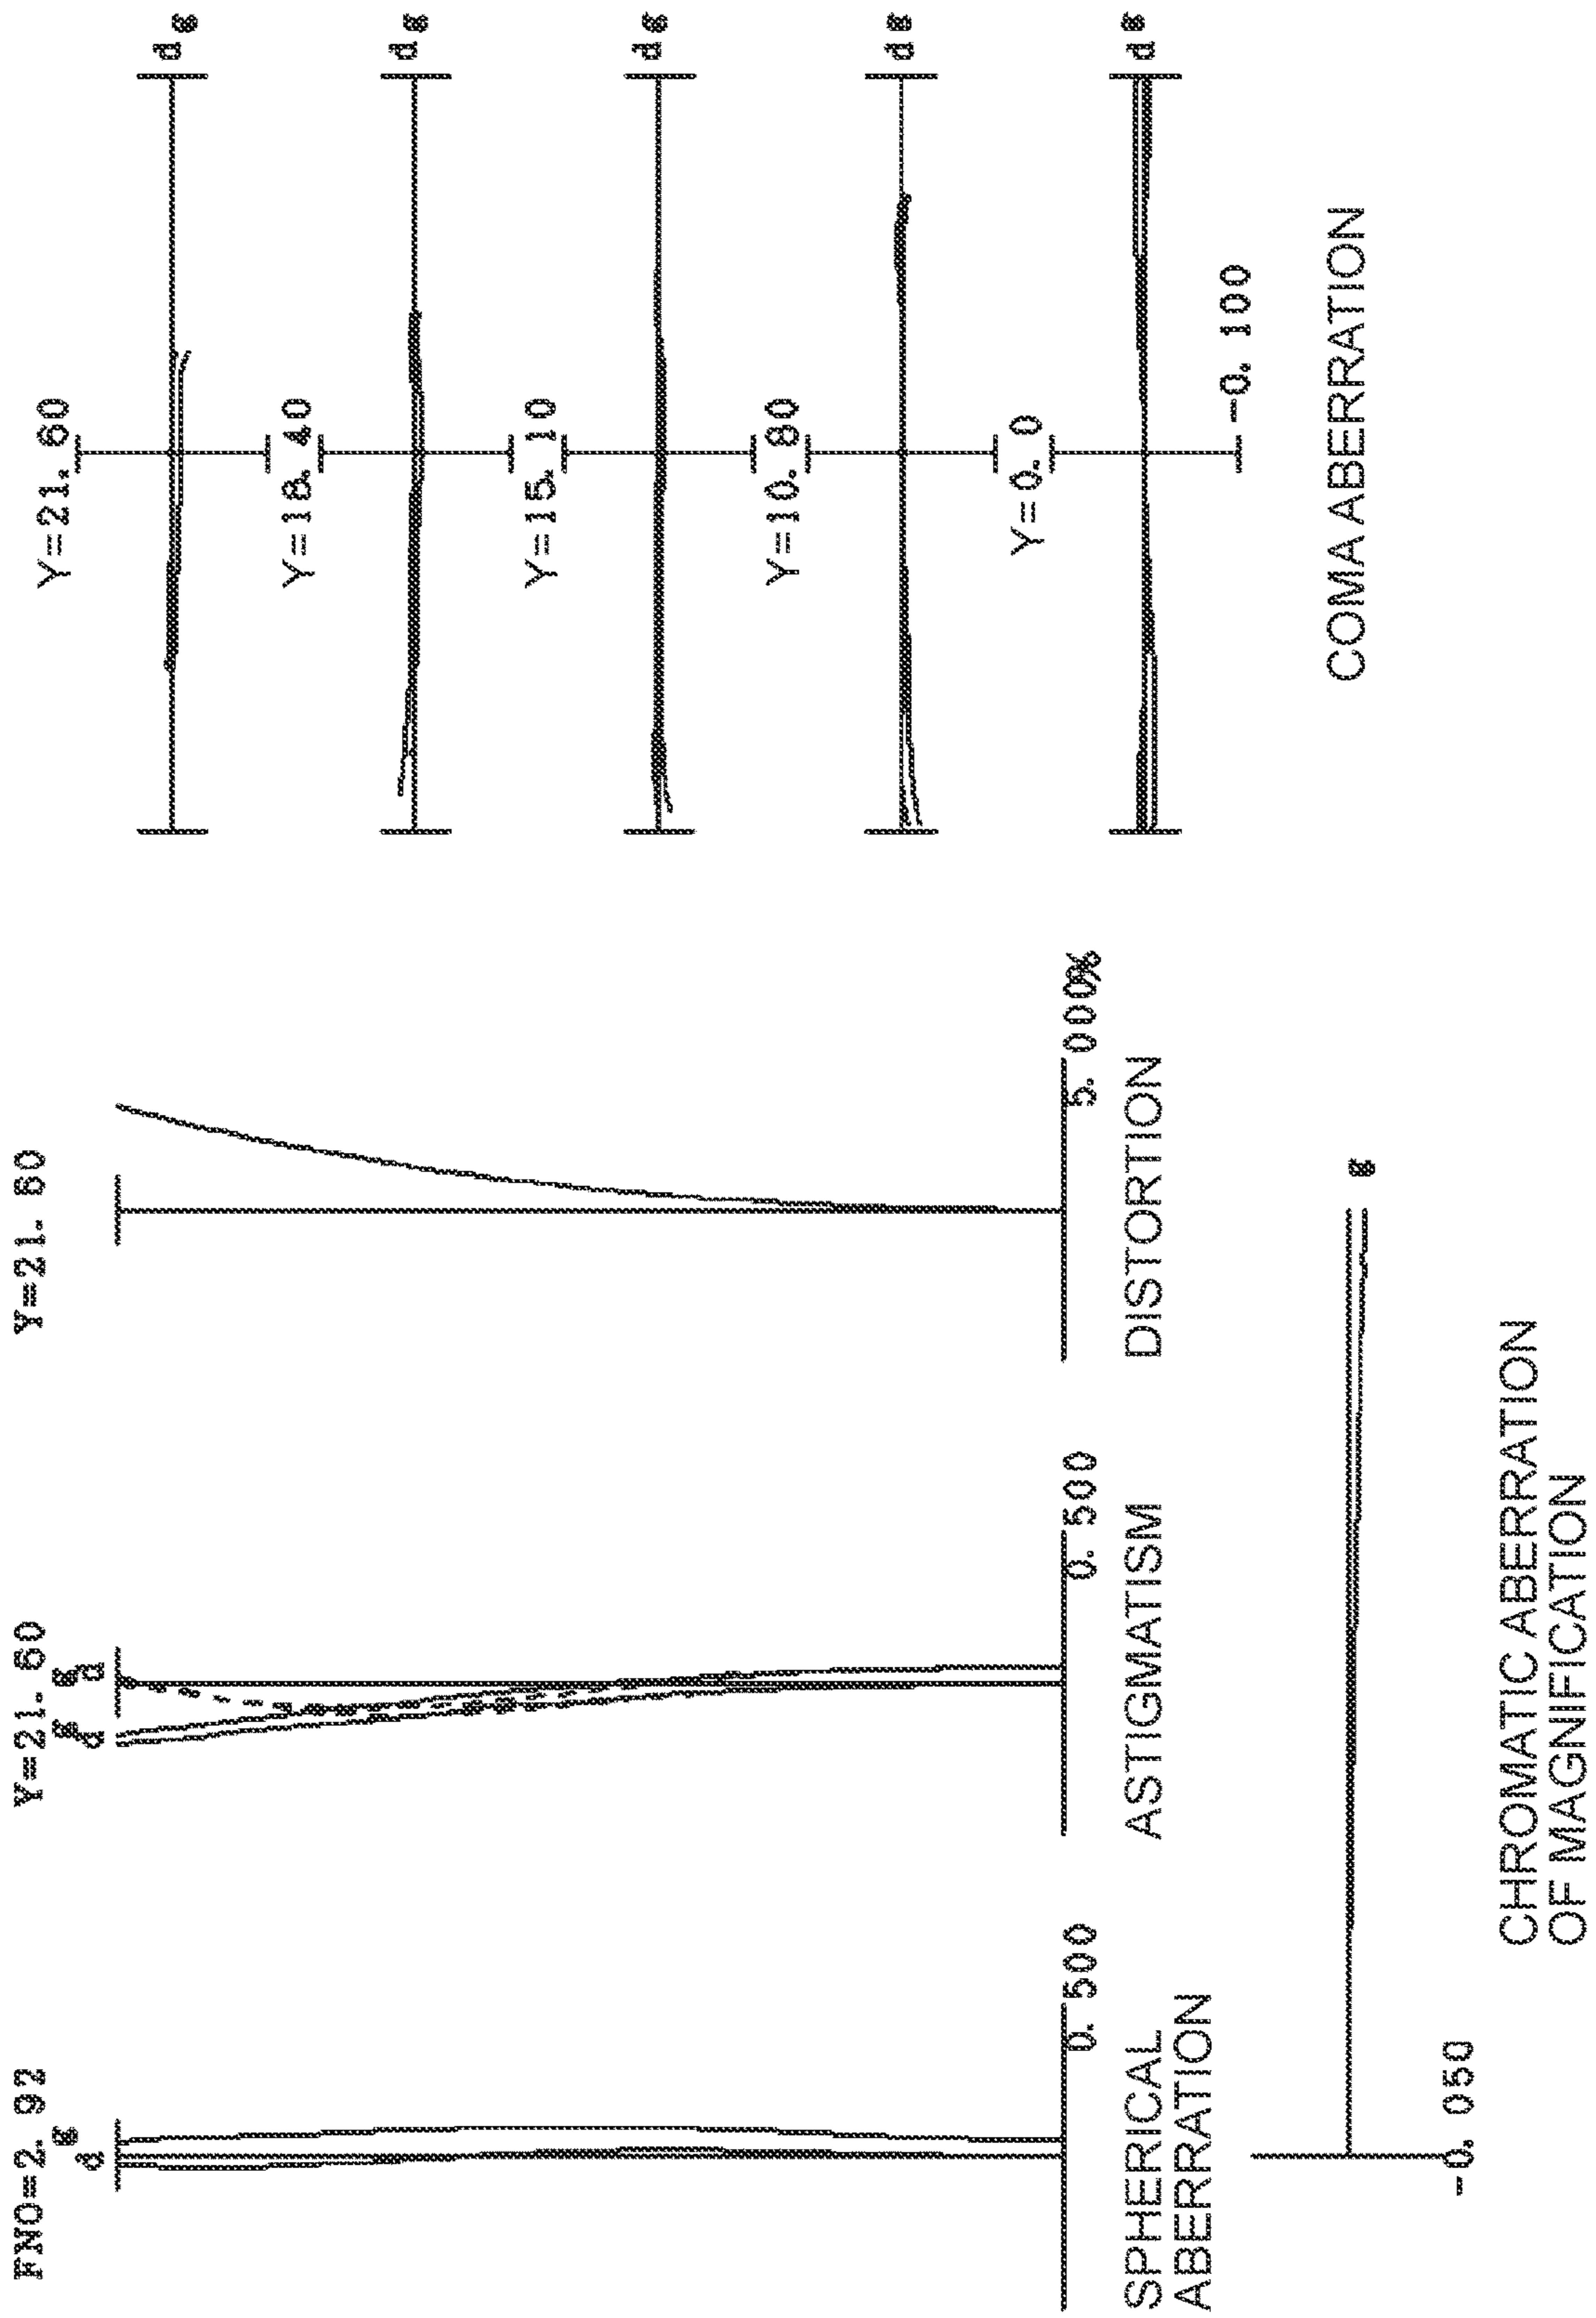 FNO=2. 92
g
d
0. 500
SPHERICAL
ABERRATION
Y=21. 60
g g
d d
0. 500
ASTIGMATISM
Y=21. 60
5. 000%
DISTORTION
Y=21. 60
d g
Y=18. 40
d g
Y=15. 10
d g
Y=10. 80
d g
Y=0. 0
d g
-0. 100
COMA ABERRATION
g
-0. 050
CHROMATIC ABERRATION
OF MAGNIFICATION